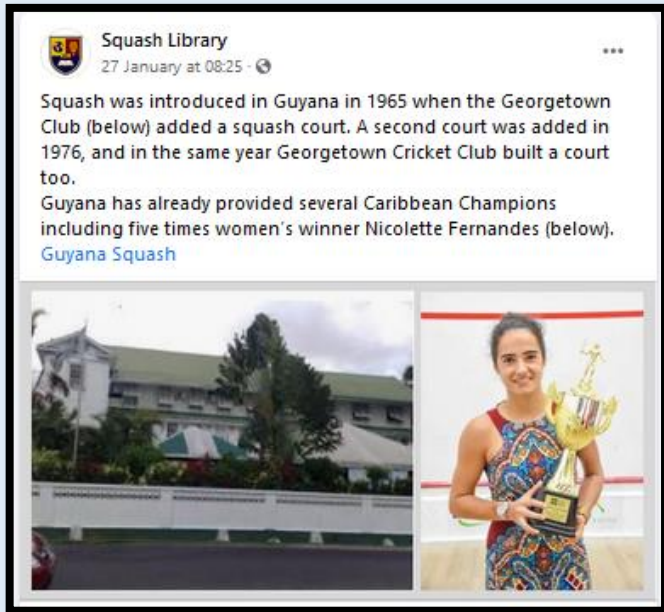 Squash Library
27 January at 08:25 ·
Squash was introduced in Guyana in 1965 when the Georgetown
Club (below) added a squash court. A second court was added in
1976, and in the same year Georgetown Cricket Club built a court
too.
Guyana has already provided several Caribbean Champions
including five times women's winner Nicolette Fernandes (below).
Guyana Squash